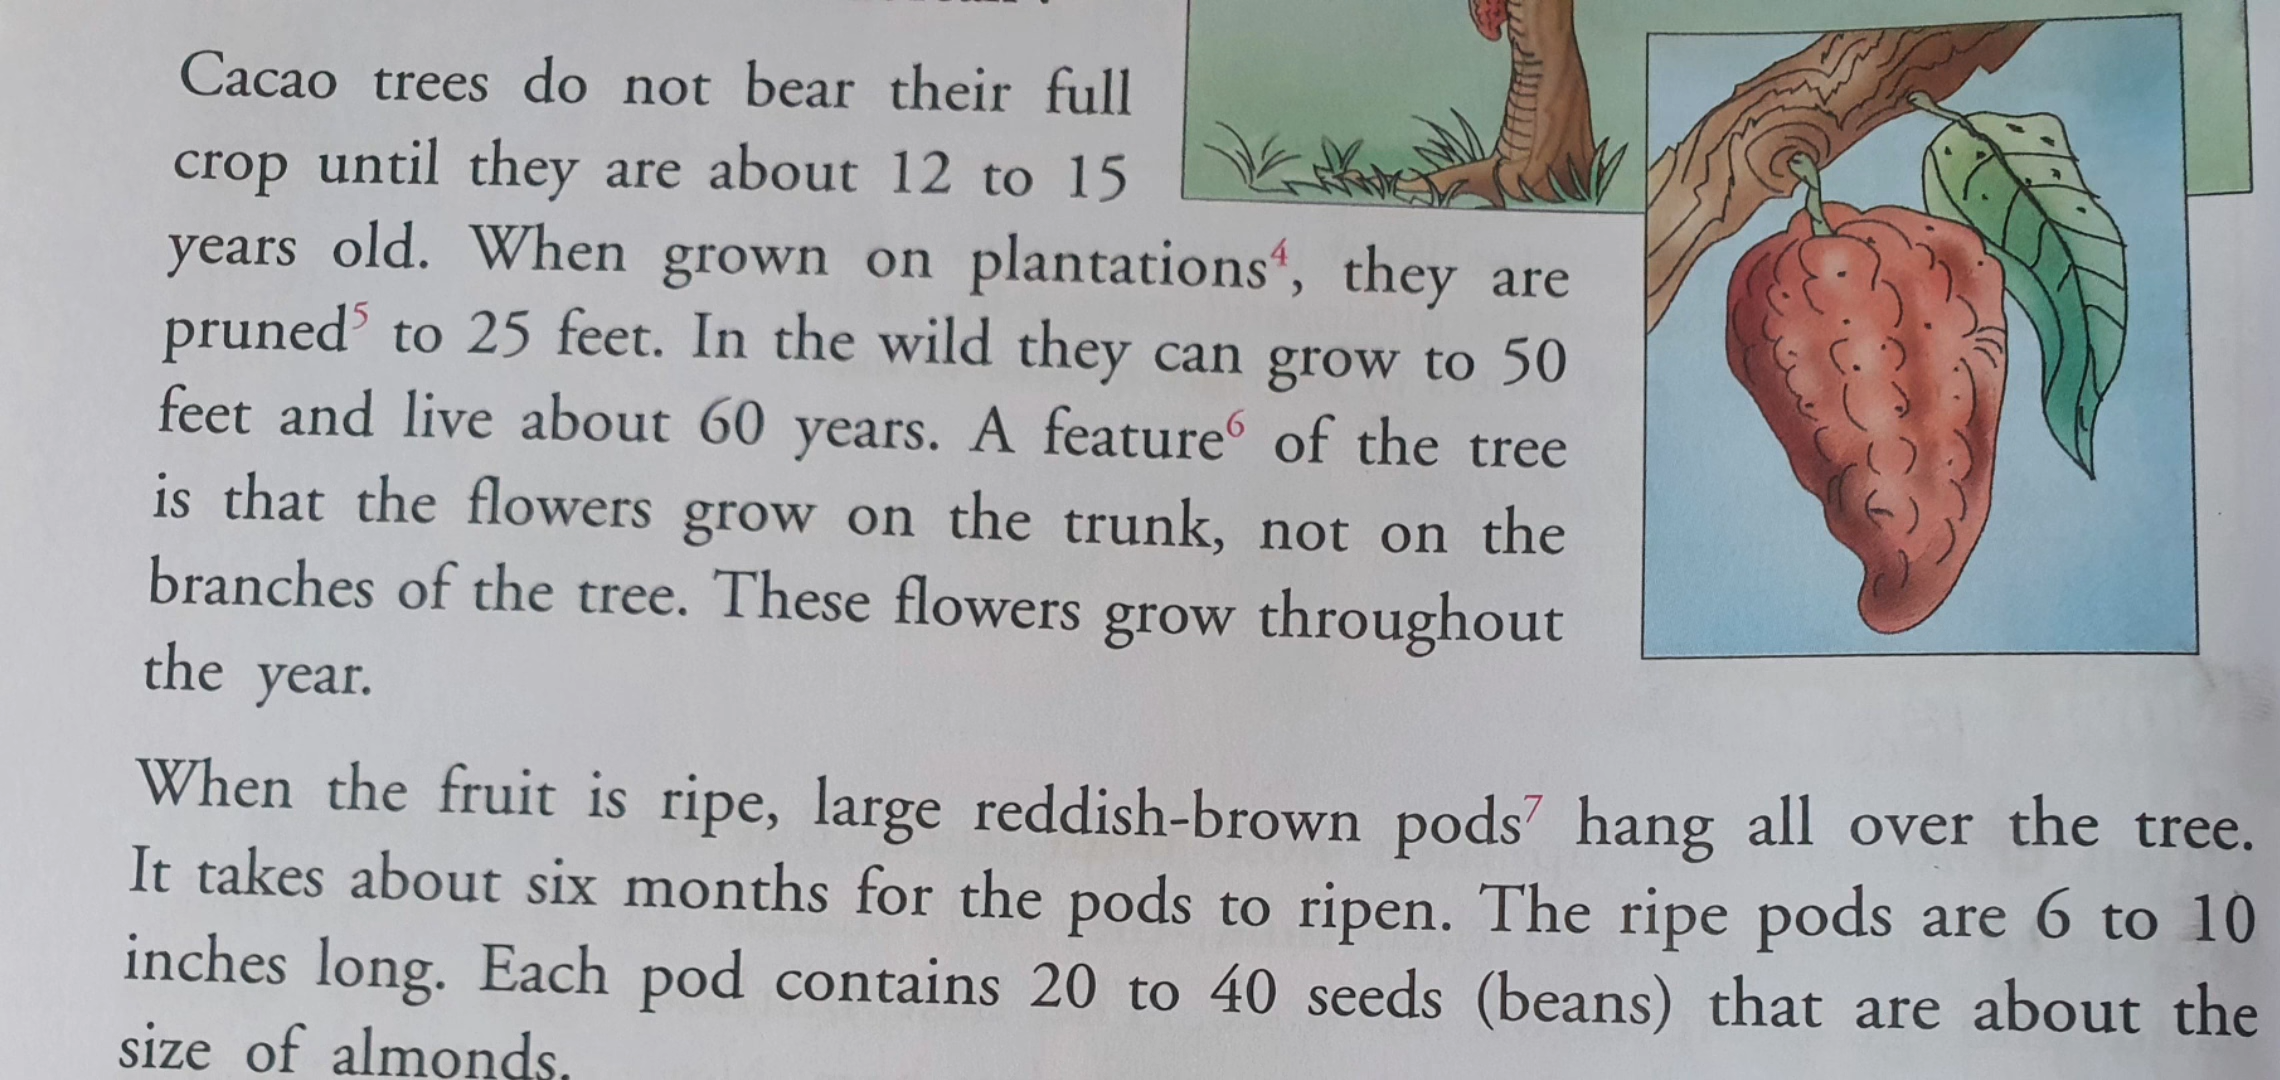 Cacao trees do not bear their full
crop until they are about 12 to 15
years old. When grown on plantations⁴, they are
pruned⁵ to 25 feet. In the wild they can grow to 50
feet and live about 60 years. A feature⁶ of the tree
is that the flowers grow on the trunk, not on the
branches of the tree. These flowers grow throughout
the year.
When the fruit is ripe, large reddish-brown pods⁷ hang all over the tree.
It takes about six months for the pods to ripen. The ripe pods are 6 to 10
inches long. Each pod contains 20 to 40 seeds (beans) that are about the
size of almonds.